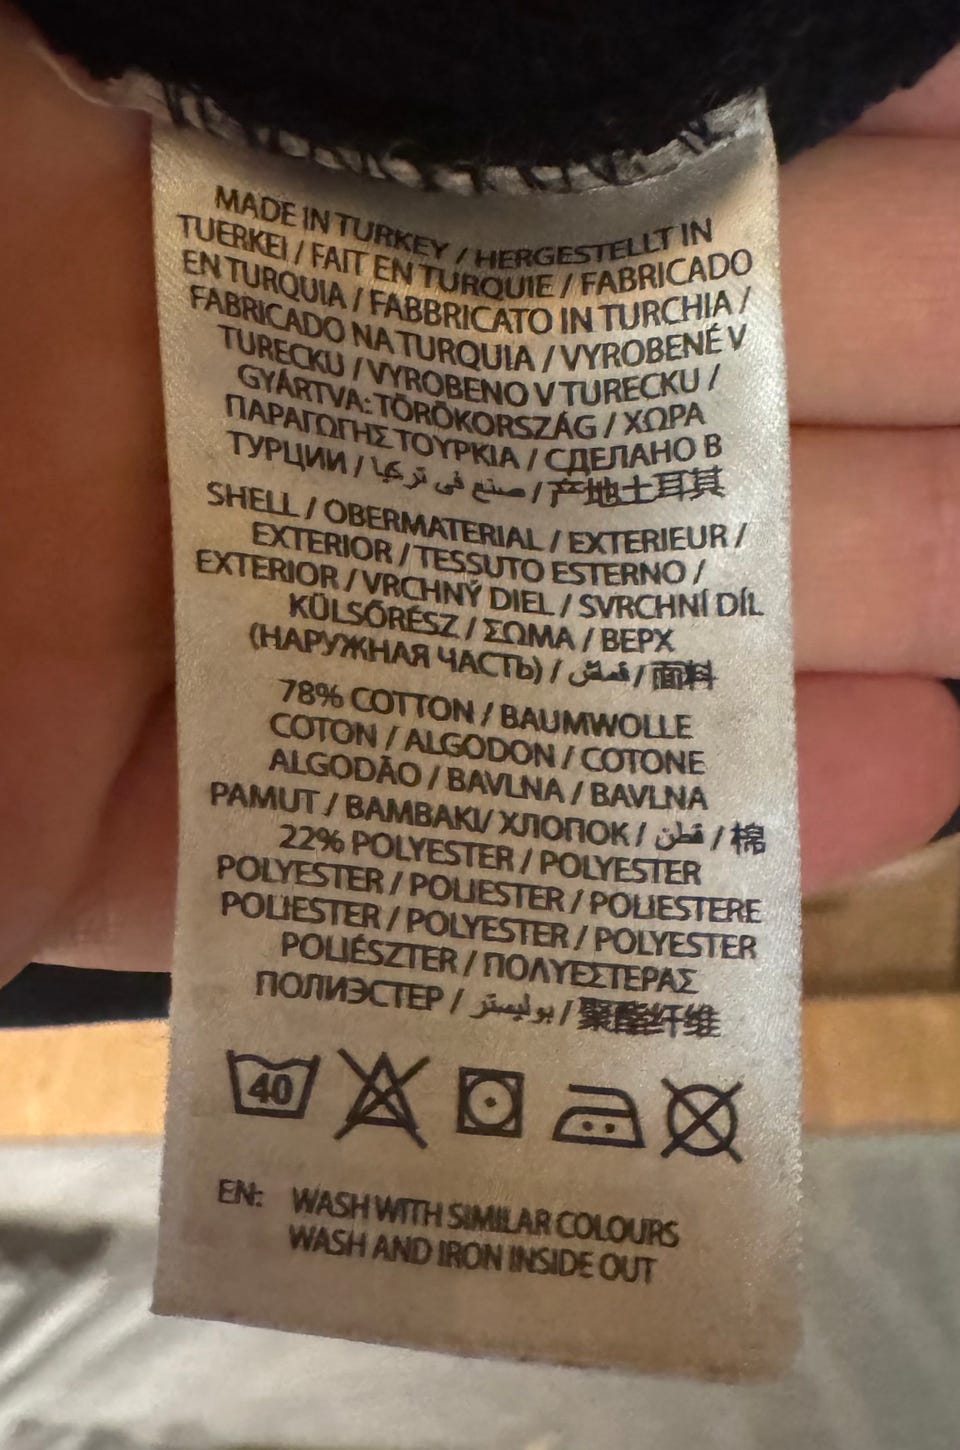 MADE IN TURKEY / HERGESTELLT IN
TUERKEI / FAIT EN TURQUIE / FABRICADO
EN TURQUIA / FABBRICATO IN TURCHIA /
FABRICADO NA TURQUIA / VYROBENÉ V
TURECKU / VYROBENO V TURECKU /
GYÁRTVA: TÖRÖKORSZÁG / ΧΩΡΑ
ΠΑΡΑΓΩΓΗΣ ΤΟΥΡΚΙΑ / СДЕЛАНО В
ТУРЦИИ / صنع في تركيا / 产地土耳其
SHELL / OBERMATERIAL / EXTERIEUR /
EXTERIOR / TESSUTO ESTERNO /
EXTERIOR / VRCHNÝ DIEL / SVRCHNÍ DÍL
KÜLSŐRÉSZ / ΣΩΜΑ / ВЕРХ
(НАРУЖНАЯ ЧАСТЬ) / قماش / 面料
78% COTTON / BAUMWOLLE
COTON / ALGODON / COTONE
ALGODÃO / BAVLNA / BAVLNA
PAMUT / BAMBAKI/ ХЛОПОК / قطن / 棉
22% POLYESTER / POLYESTER
POLYESTER / POLIESTER / POLIESTERE
POLIESTER / POLYESTER / POLYESTER
POLIÉSZTER / ΠΟΛΥΕΣΤΕΡΑΣ
ПОЛИЭСТЕР / بوليستر / 聚酯纤维
40
EN: WASH WITH SIMILAR COLOURS
WASH AND IRON INSIDE OUT